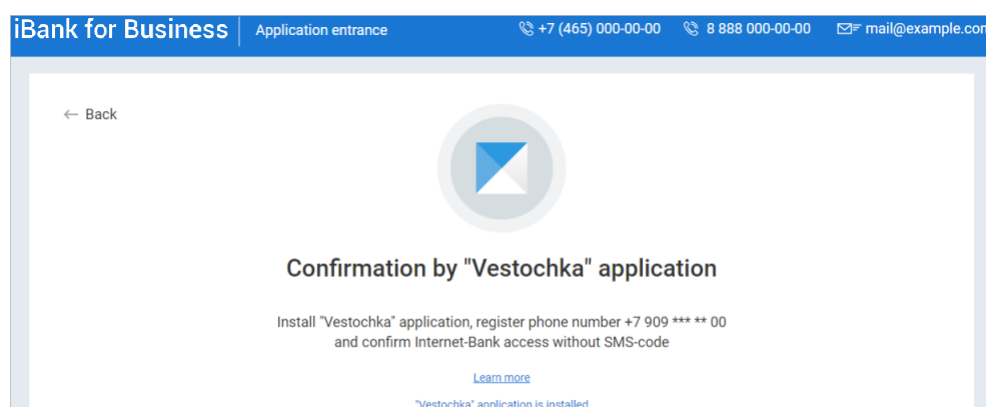 iBank for Business Application entrance +7 (465) 000-00-00 8 888 000-00-00 mail@example.com
Back
Confirmation by "Vestochka" application
Install "Vestochka" application, register phone number +7 909 *** ** 00
and confirm Internet-Bank access without SMS-code
Learn more
"Vestochka" application is installed